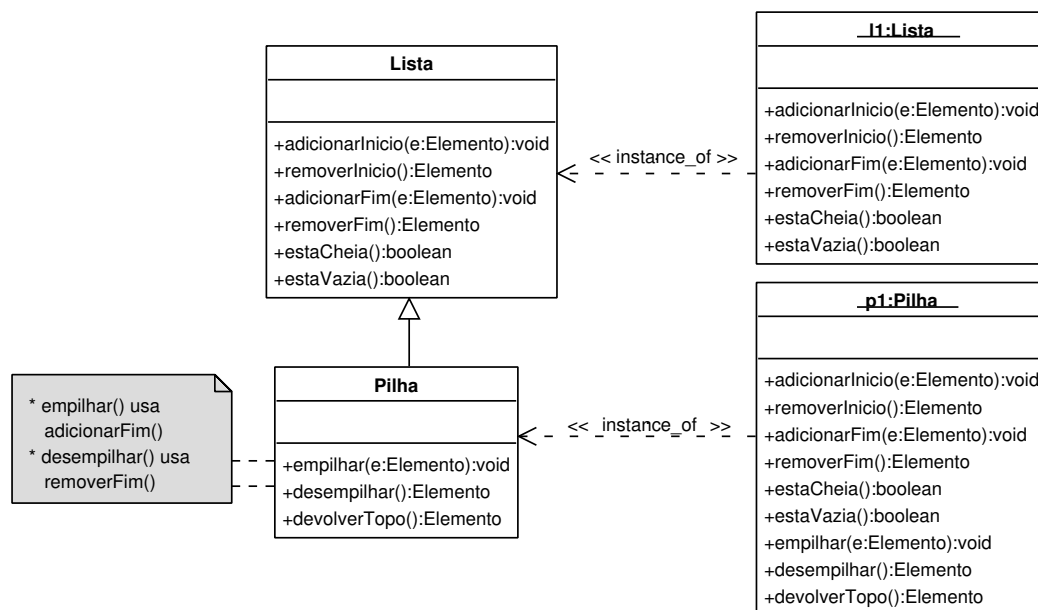 Lista
+adicionarInicio(e:Elemento):void
+removerInicio():Elemento
+adicionarFim(e:Elemento):void
+removerFim():Elemento
+estaCheia():boolean
+estaVazia():boolean
<< instance_of >>
l1:Lista
+adicionarInicio(e:Elemento):void
+removerInicio():Elemento
+adicionarFim(e:Elemento):void
+removerFim():Elemento
+estaCheia():boolean
+estaVazia():boolean
* empilhar() usa
adicionarFim()
* desempilhar() usa
removerFim()
Pilha
+empilhar(e:Elemento):void
+desempilhar():Elemento
+devolverTopo():Elemento
<< instance_of >>
p1:Pilha
+adicionarInicio(e:Elemento):void
+removerInicio():Elemento
+adicionarFim(e:Elemento):void
+removerFim():Elemento
+estaCheia():boolean
+estaVazia():boolean
+empilhar(e:Elemento):void
+desempilhar():Elemento
+devolverTopo():Elemento